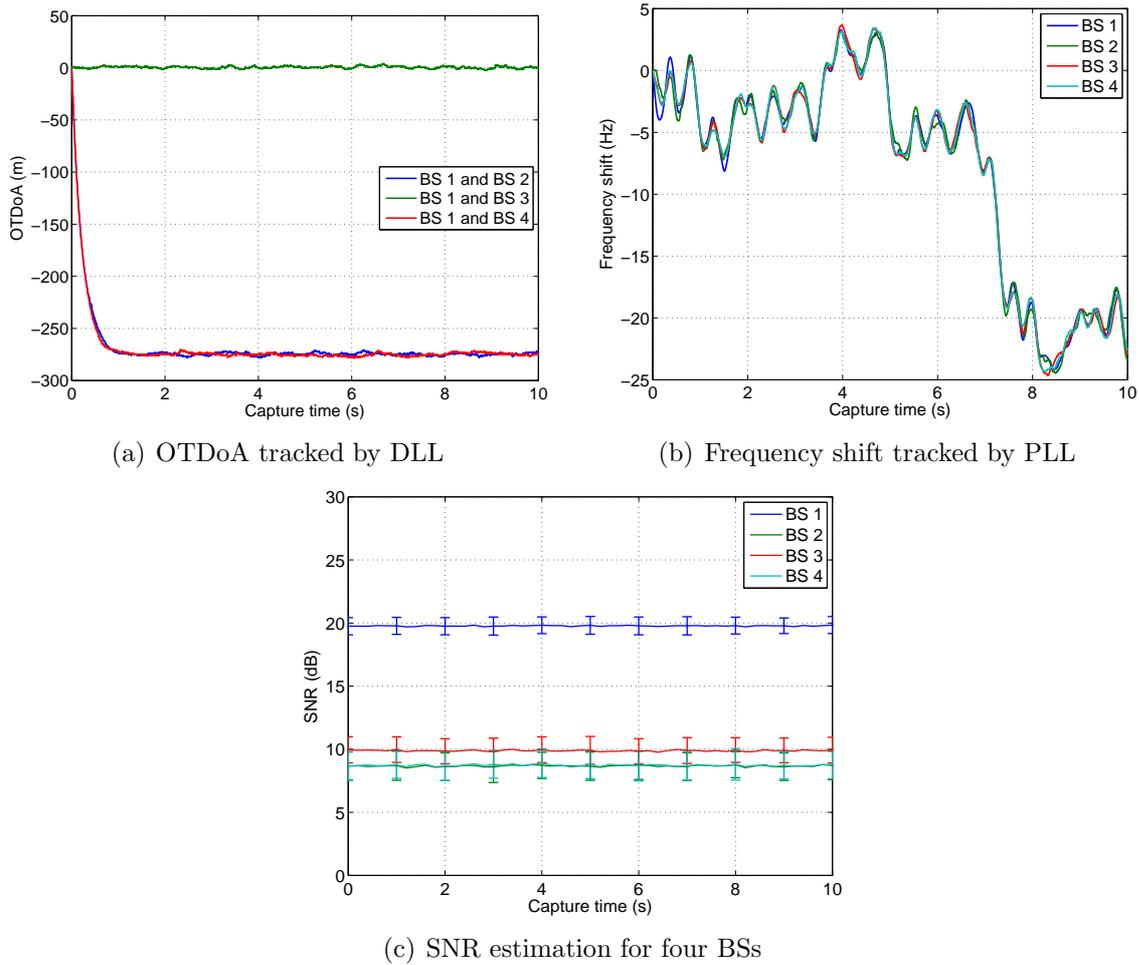 50
0
−50
−100
−150
−200
−250
−300
OTDoA (m)
0 2 4 6 8 10
Capture time (s)
BS 1 and BS 2
BS 1 and BS 3
BS 1 and BS 4
(a) OTDoA tracked by DLL
5
0
−5
−10
−15
−20
−25
Frequency shift (Hz)
0 2 4 6 8 10
Capture time (s)
BS 1
BS 2
BS 3
BS 4
(b) Frequency shift tracked by PLL
30
25
20
15
10
5
0
SNR (dB)
0 2 4 6 8 10
Capture time (s)
BS 1
BS 2
BS 3
BS 4
(c) SNR estimation for four BSs